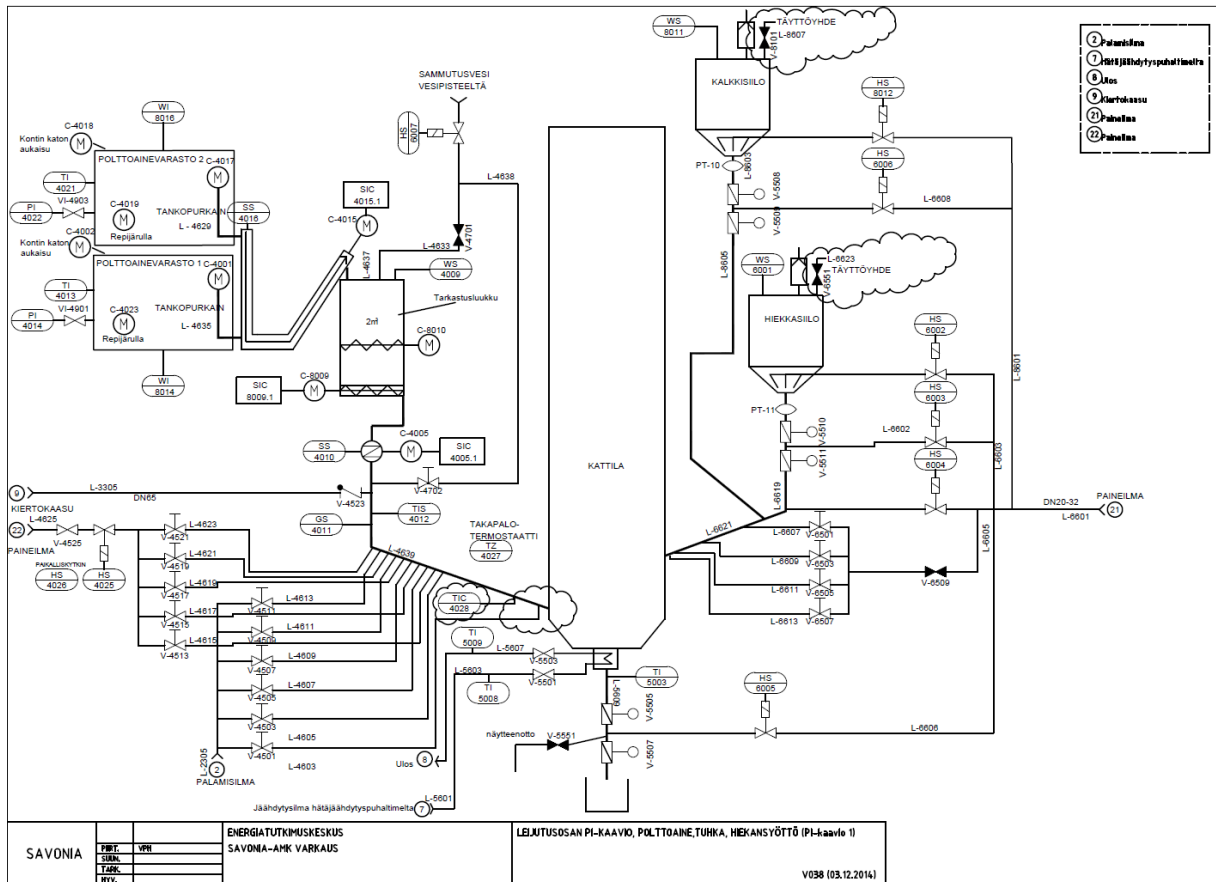 WS
8011
TÄYTTÖYHDE
L-8607
V-8101
KALKKISIILO
HS
8012
2 Palamisilma
7 Hätäjäähdytyspuhaltimelta
8 Ulos
9 Kiertokaasu
21 Paineilma
22 Paineilma
SAMMUTUSVESI
VESIPISTEELTÄ
HS
6007
WI
8016
C-4018
Kontin katon
aukaisu
M
POLTTOAINEVARASTO 2
C-4017
M
TI
4021
VI-4903
PI
4022
C-4019
M
Repijärulla
TANKOPURKAIN
L - 4629
SS
4016
C-4002
M
Kontin katon
aukaisu
POLTTOAINEVARASTO 1
C-4001
M
TI
4013
VI-4901
PI
4014
C-4023
M
Repijärulla
TANKOPURKAIN
L- 4635
WI
8014
SIC
4015.1
C-4015
M
L-4638
L-4633
V-4701
L-4637
WS
4009
Tarkastusluukku
2m³
C-8010
M
C-8009
M
SIC
8009.1
SS
4010
C-4005
M
SIC
4005.1
V-4702
PT-10
L-8603
V-5508
V-5509
HS
6006
L-6608
L-8605
WS
6001
L-6623
TÄYTTÖYHDE
V-6551
HIEKKASIILO
HS
6002
HS
6003
L-8601
PT-11
V-5510
V-5511
L-6602
HS
6004
L-6603
KATTILA
L-6619
L-6621
DN20-32
L-6601
PAINEILMA
21
L-6605
L-6607
V-6501
L-6609
V-6503
L-6611
V-6505
L-6613
V-6507
V-6509
9
L-3305
DN65
KIERTOKAASU
V-4523
GS
4011
TIS
4012
TAKAPALO-
TERMOSTAATTI
TZ
4027
L-4639
L-4625
22
V-4525
PAINEILMA
PAIKALLISKYTKIN
HS
4026
HS
4025
L-4623
V-4521
L-4621
V-4519
L-4619
V-4517
L-4617
V-4515
L-4615
V-4513
L-4613
V-4511
L-4611
V-4509
L-4609
V-4507
L-4607
V-4505
V-4503
L-4605
V-4501
L-4603
L-2305
2
PALAMISILMA
TIC
4028
TI
5009
L-5607
V-5503
L-5603
V-5501
TI
5008
TI
5003
L-5609
V-5505
V-5507
HS
6005
L-6606
näytteenotto
V-5551
Ulos
8
L-5601
Jäähdytysilma hätäjäähdytyspuhaltimelta
7
SAVONIA
PIIRT. VPH
SUUN.
TARK.
HYV.
ENERGIATUTKIMUSKESKUS
SAVONIA-AMK VARKAUS
LEIJUTUSOSAN PI-KAAVIO, POLTTOAINE,TUHKA, HIEKANSYÖTTÖ (PI-kaavio 1)
V038 (03.12.2014)